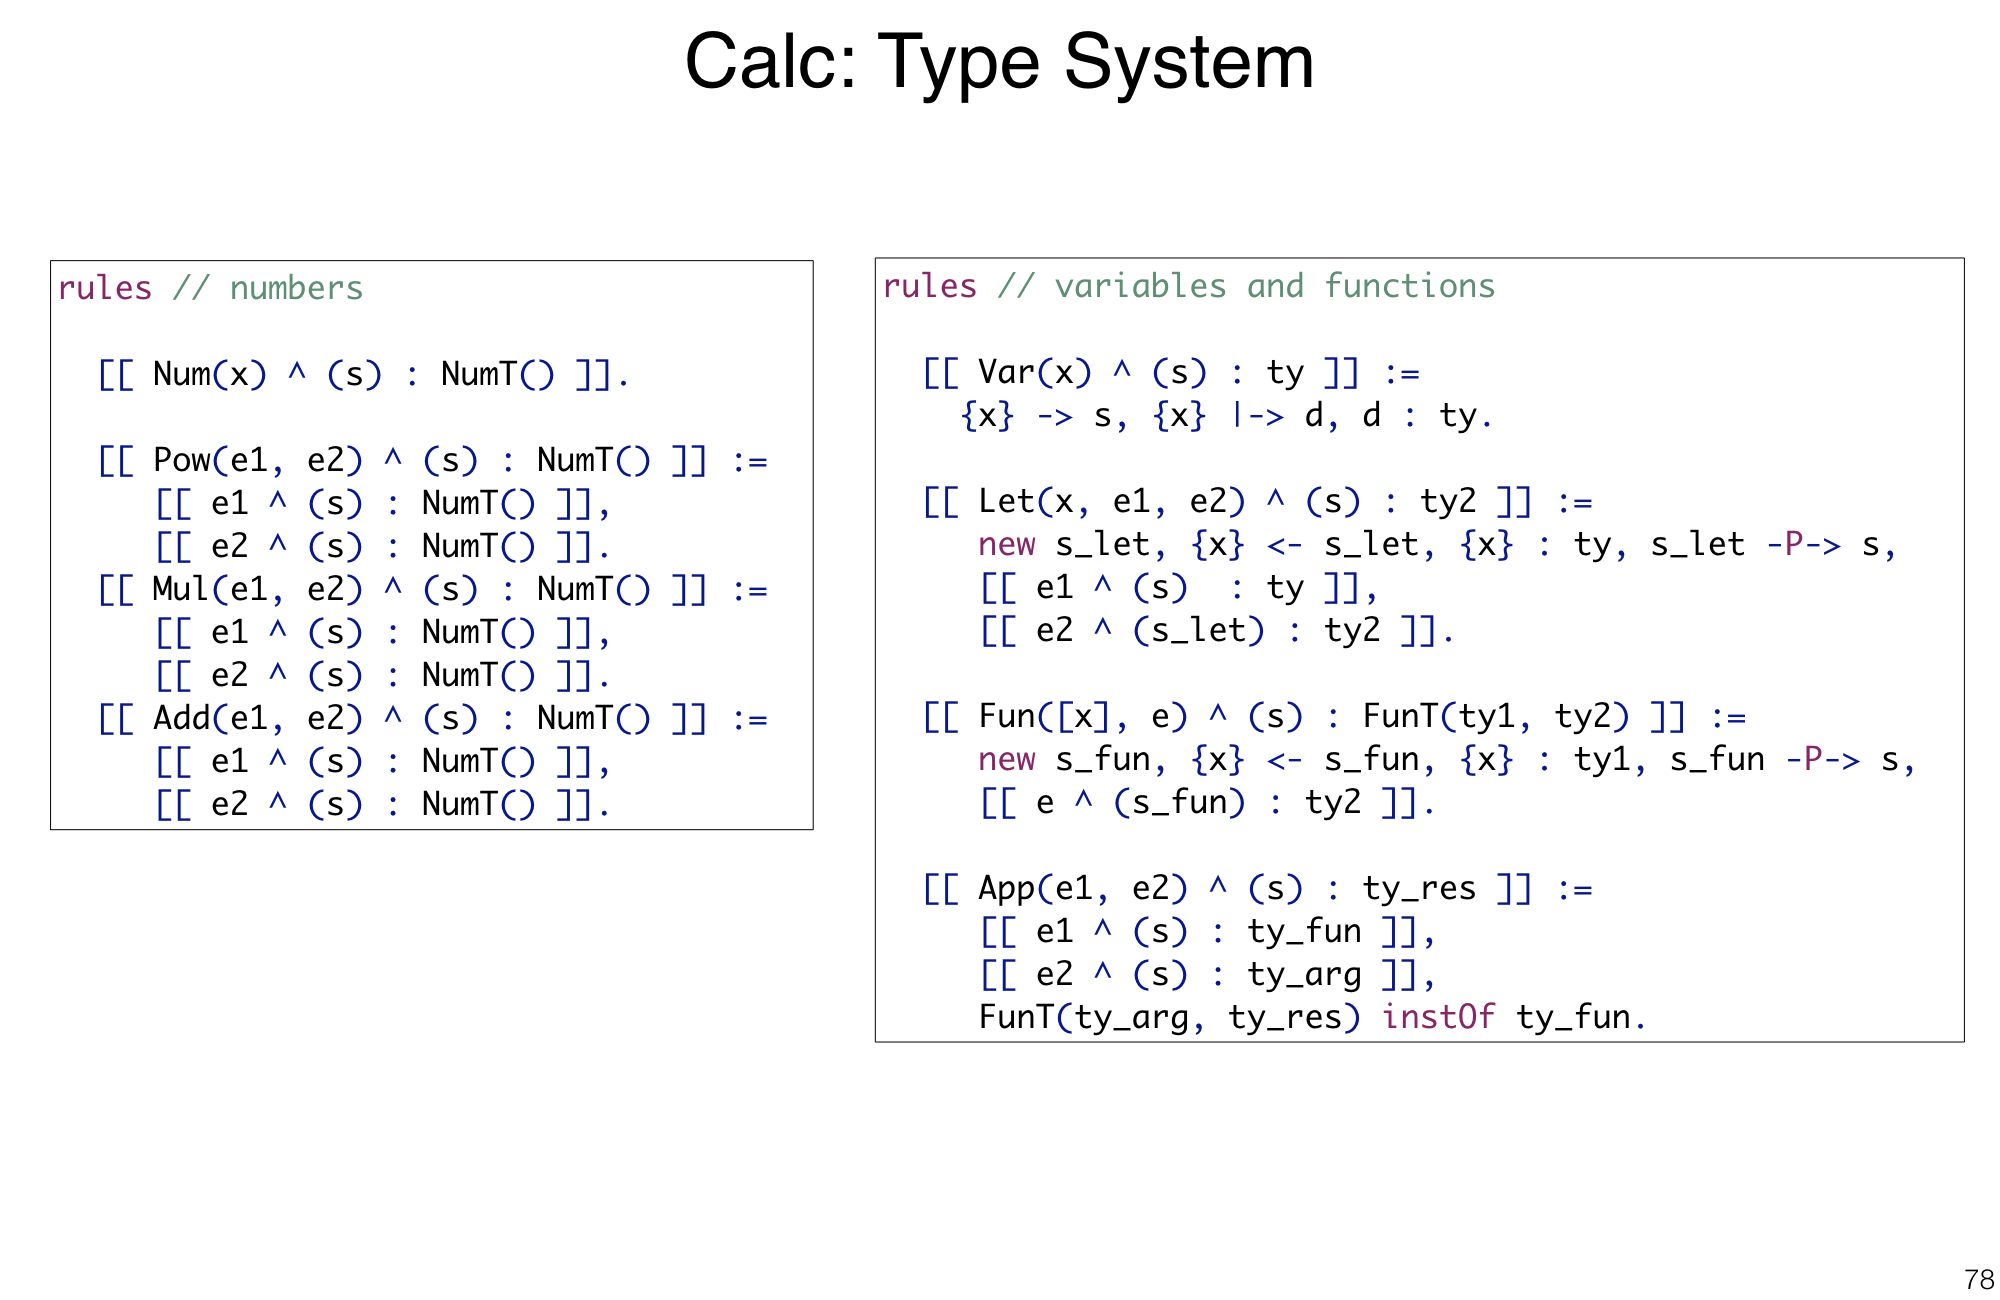 Calc: Type System
rules // numbers
[[ Num(x) ^ (s) : NumT() ]].
[[ Pow(e1, e2) ^ (s) : NumT() ]] :=
[[ e1 ^ (s) : NumT() ]],
[[ e2 ^ (s) : NumT() ]].
[[ Mul(e1, e2) ^ (s) : NumT() ]] :=
[[ e1 ^ (s) : NumT() ]],
[[ e2 ^ (s) : NumT() ]].
[[ Add(e1, e2) ^ (s) : NumT() ]] :=
[[ e1 ^ (s) : NumT() ]],
[[ e2 ^ (s) : NumT() ]].
rules // variables and functions
[[ Var(x) ^ (s) : ty ]] :=
{x} -> s, {x} |-> d, d : ty.
[[ Let(x, e1, e2) ^ (s) : ty2 ]] :=
new s_let, {x} <- s_let, {x} : ty, s_let -P-> s,
[[ e1 ^ (s)  : ty ]],
[[ e2 ^ (s_let) : ty2 ]].
[[ Fun([x], e) ^ (s) : FunT(ty1, ty2) ]] :=
new s_fun, {x} <- s_fun, {x} : ty1, s_fun -P-> s,
[[ e ^ (s_fun) : ty2 ]].
[[ App(e1, e2) ^ (s) : ty_res ]] :=
[[ e1 ^ (s) : ty_fun ]],
[[ e2 ^ (s) : ty_arg ]],
FunT(ty_arg, ty_res) instOf ty_fun.
78